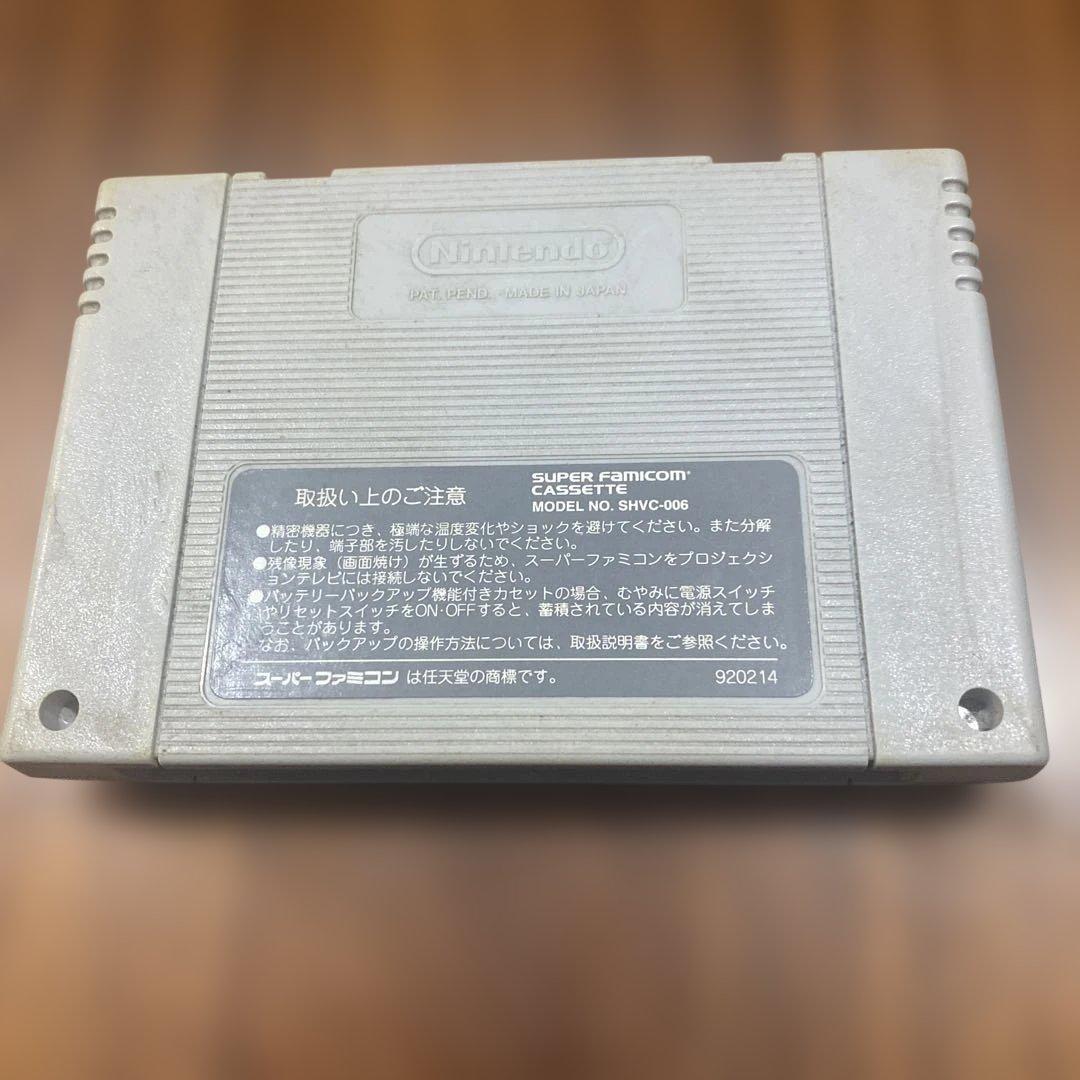 Nintendo
PAT. PEND. · MADE IN JAPAN
取扱い上のご注意
SUPER FAMICOM
CASSETTE
MODEL NO. SHVC-006
●精密機器につき、極端な温度変化やショックを避けてください。また分解
したり、端子部を汚したりしないでください。
●残像現象（画面焼け）が生ずるため、スーパーファミコンをプロジェクシ
ョンテレビには接続しないでください。
●バッテリーバックアップ機能付きカセットの場合、むやみに電源スイッチ
やリセットスイッチをON·OFFすると、蓄積されている内容が消えてしま
うことがあります。
なお、バックアップの操作方法については、取扱説明書をご参照ください。
スーパーファミコン は任天堂の商標です。
920214